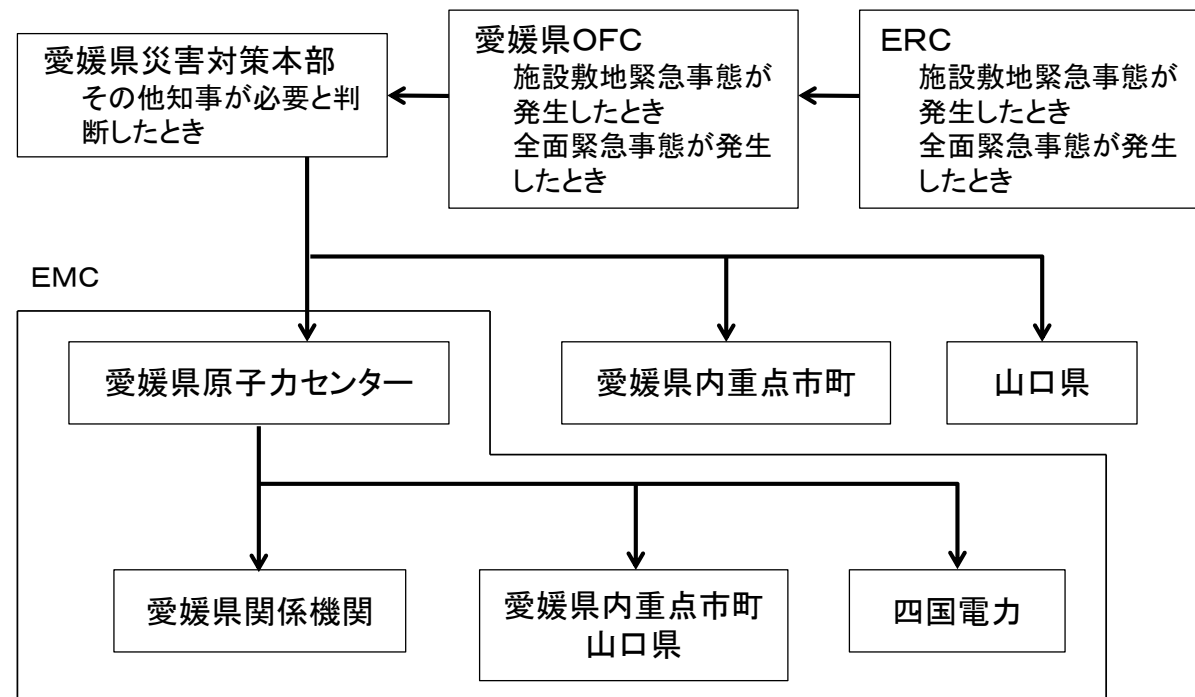 愛媛県災害対策本部
その他知事が必要と判
断したとき
愛媛県OFC
施設敷地緊急事態が
発生したとき
全面緊急事態が発生
したとき
ERC
施設敷地緊急事態が
発生したとき
全面緊急事態が発生
したとき
EMC
愛媛県原子力センター
愛媛県内重点市町
山口県
愛媛県関係機関
愛媛県内重点市町
山口県
四国電力